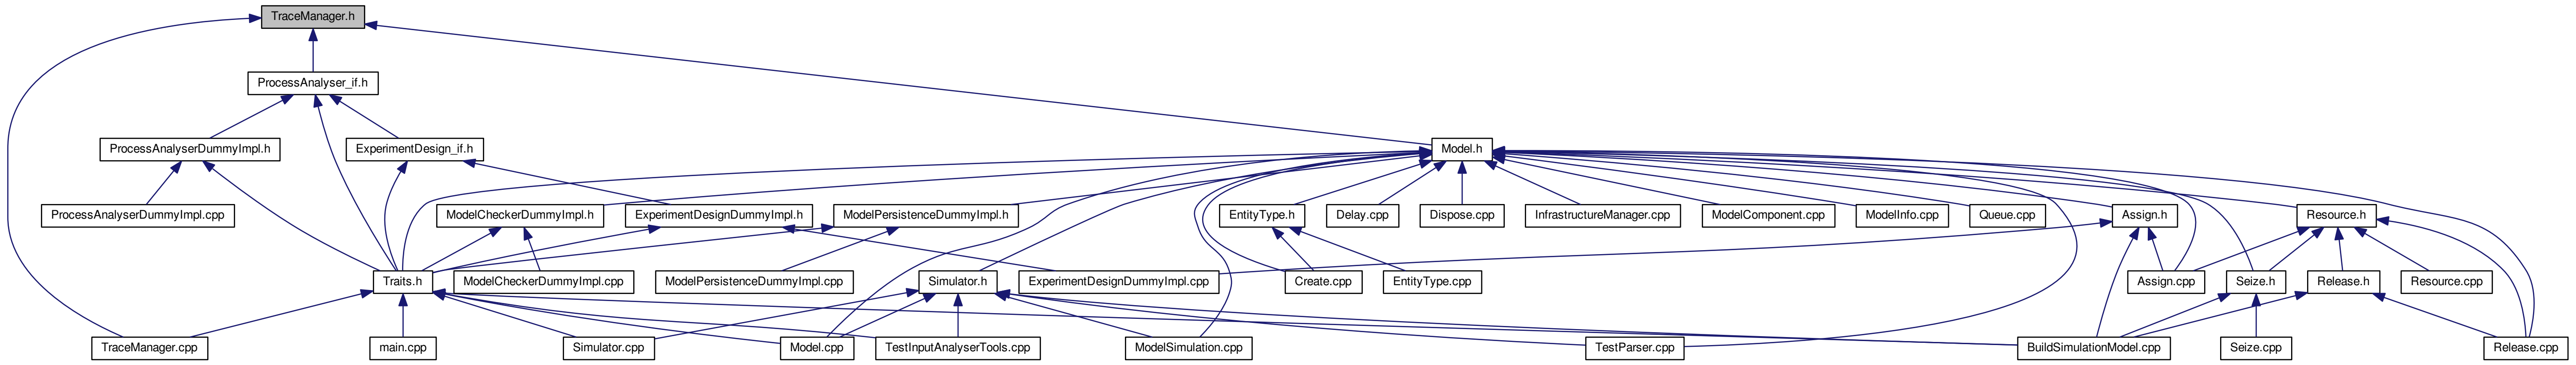 TraceManager.h
ProcessAnalyser_if.h
ProcessAnalyserDummyImpl.h
ExperimentDesign_if.h
Model.h
ProcessAnalyserDummyImpl.cpp
ModelCheckerDummyImpl.h
ExperimentDesignDummyImpl.h
ModelPersistenceDummyImpl.h
EntityType.h
Delay.cpp
Dispose.cpp
InfrastructureManager.cpp
ModelComponent.cpp
ModelInfo.cpp
Queue.cpp
Assign.h
Resource.h
Traits.h
ModelCheckerDummyImpl.cpp
ModelPersistenceDummyImpl.cpp
Simulator.h
ExperimentDesignDummyImpl.cpp
Create.cpp
EntityType.cpp
Assign.cpp
Seize.h
Release.h
Resource.cpp
TraceManager.cpp
main.cpp
Simulator.cpp
Model.cpp
TestInputAnalyserTools.cpp
ModelSimulation.cpp
TestParser.cpp
BuildSimulationModel.cpp
Seize.cpp
Release.cpp